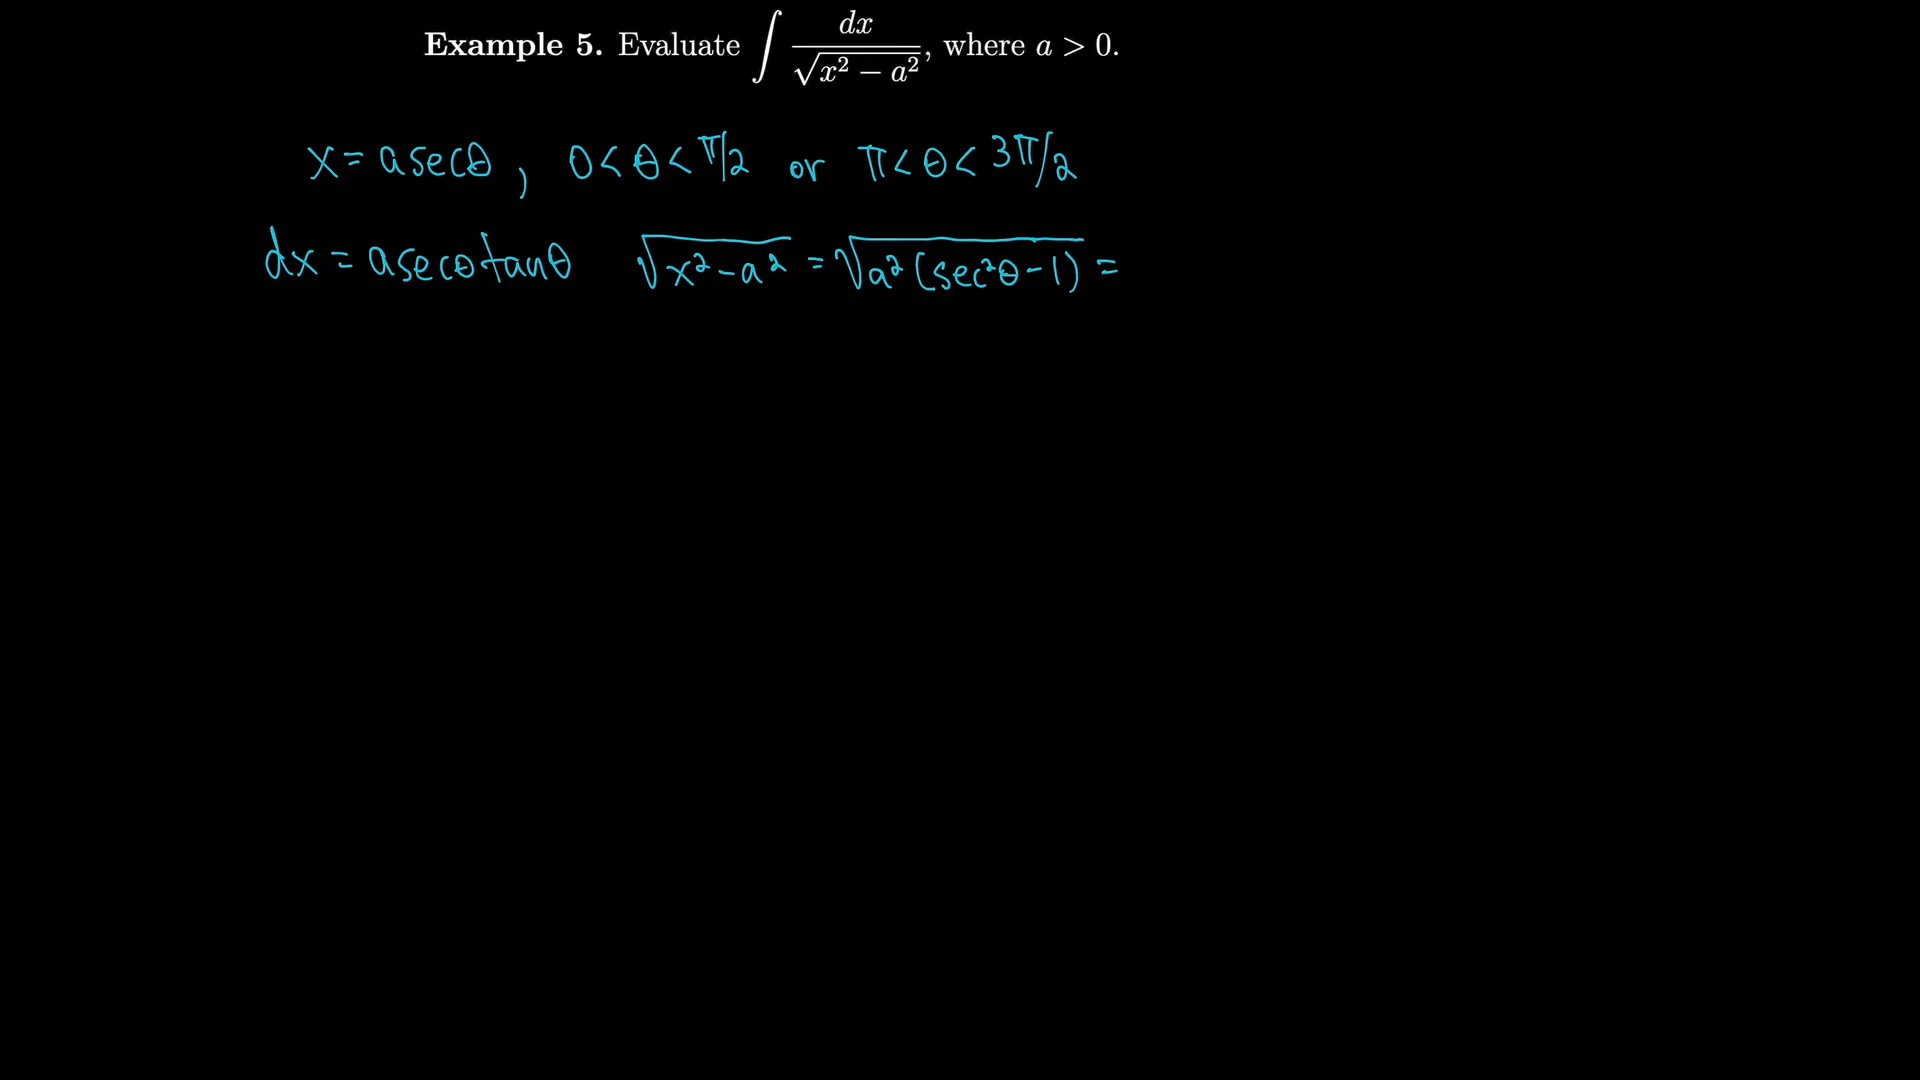 Example 5. Evaluate ∫ dx/√(x² − a²), where a > 0.
x = a secθ, 0 < θ < π/2 or π < θ < 3π/2
dx = a secθ tanθ √(x² − a²) = √(a²(sec²θ − 1)) =